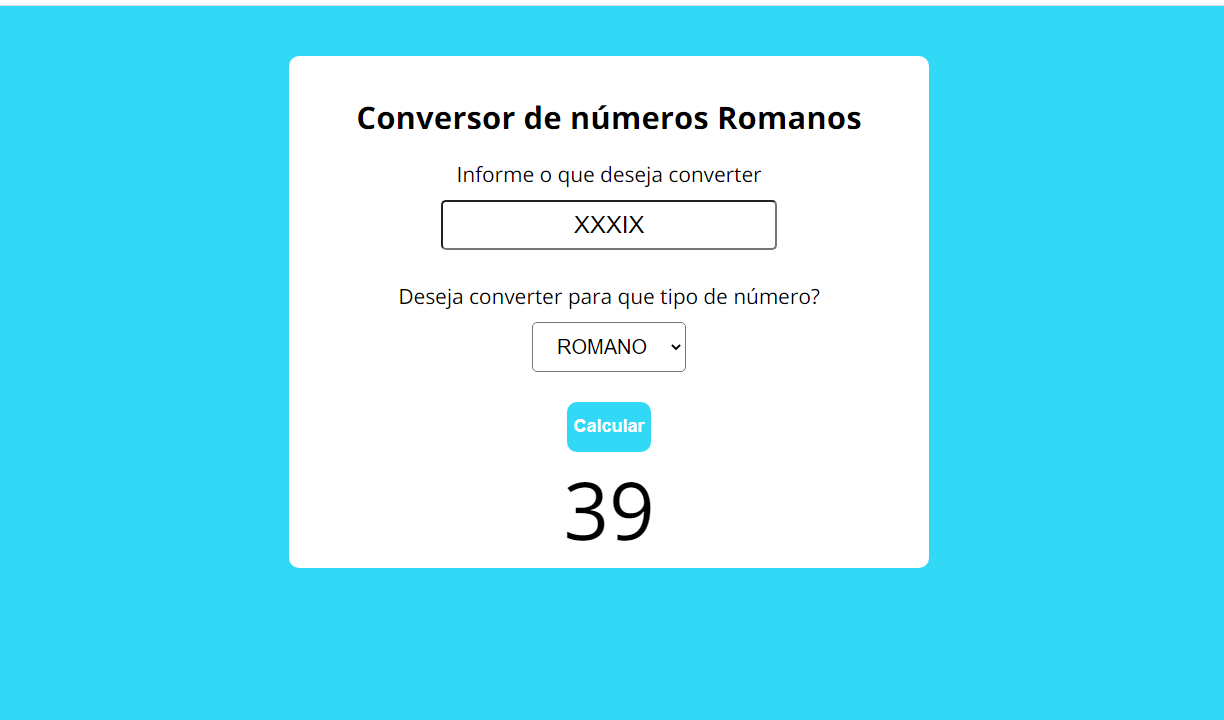 Conversor de números Romanos
Informe o que deseja converter
XXXIX
Deseja converter para que tipo de número?
ROMANO
Calcular
39